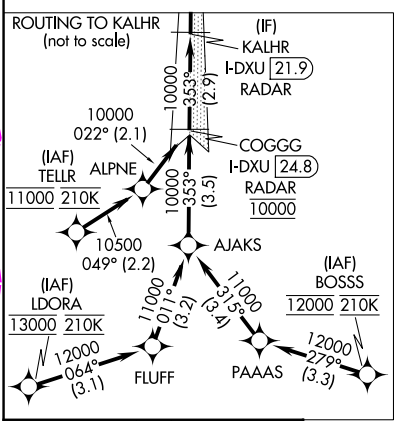 ROUTING TO KALHR
(not to scale)
(IF)
KALHR
I-DXU 21.9
RADAR
10000
353°
(2.9)
10000
022° (2.1)
COGGG
I-DXU 24.8
RADAR
10000
(IAF)
TELLR
11000 210K
ALPNE
10500
049° (2.2)
10000
353°
(3.5)
AJAKS
(IAF)
LDORA
13000 210K
12000
064°
(3.1)
FLUFF
11000
011°
(3.2)
11000
315°
(3.4)
PAAAS
(IAF)
BOSSS
12000 210K
12000
279°
(3.3)